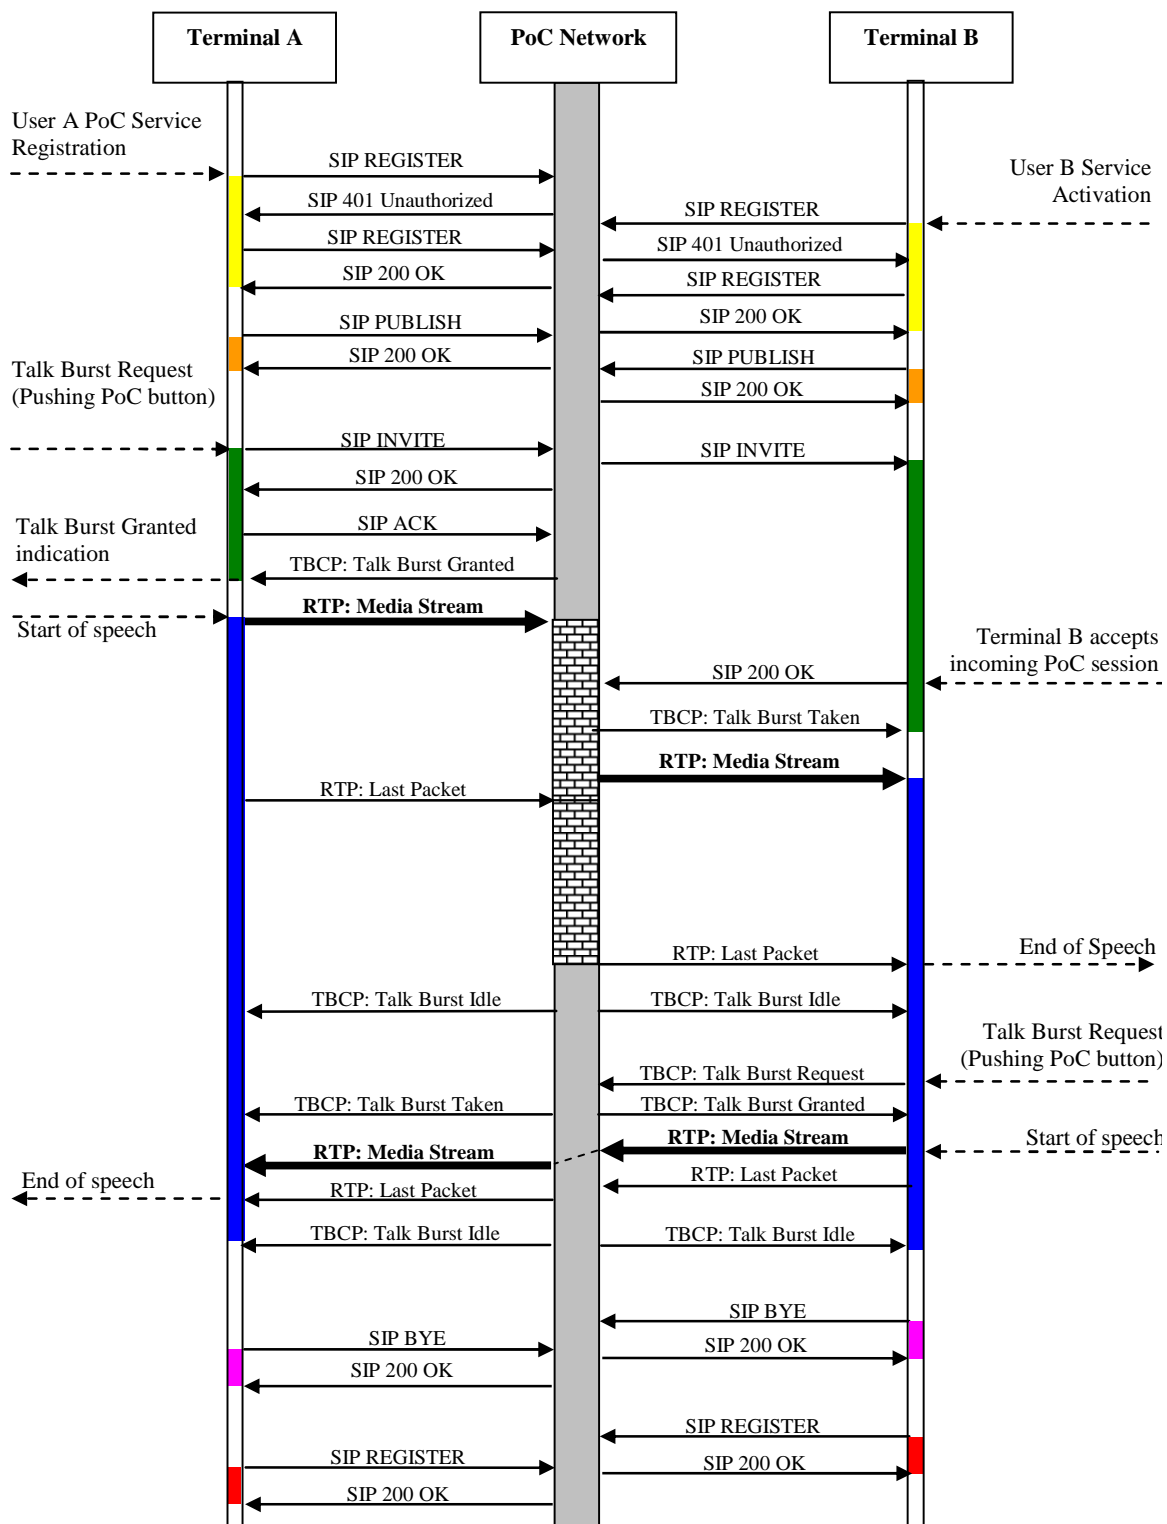 Terminal A
PoC Network
Terminal B
User A PoC Service
Registration
SIP REGISTER
User B Service
Activation
SIP 401 Unauthorized
SIP REGISTER
SIP REGISTER
SIP 401 Unauthorized
SIP 200 OK
SIP REGISTER
SIP PUBLISH
SIP 200 OK
SIP 200 OK
SIP PUBLISH
Talk Burst Request
(Pushing PoC button)
SIP 200 OK
SIP INVITE
SIP INVITE
SIP 200 OK
Talk Burst Granted
indication
SIP ACK
TBCP: Talk Burst Granted
RTP: Media Stream
Start of speech
Terminal B accepts
incoming PoC session
SIP 200 OK
TBCP: Talk Burst Taken
RTP: Media Stream
RTP: Last Packet
RTP: Last Packet
End of Speech
TBCP: Talk Burst Idle
TBCP: Talk Burst Idle
Talk Burst Request
(Pushing PoC button)
TBCP: Talk Burst Request
TBCP: Talk Burst Taken
TBCP: Talk Burst Granted
RTP: Media Stream
Start of speech
RTP: Media Stream
RTP: Last Packet
End of speech
RTP: Last Packet
TBCP: Talk Burst Idle
TBCP: Talk Burst Idle
SIP BYE
SIP BYE
SIP 200 OK
SIP 200 OK
SIP REGISTER
SIP REGISTER
SIP 200 OK
SIP 200 OK